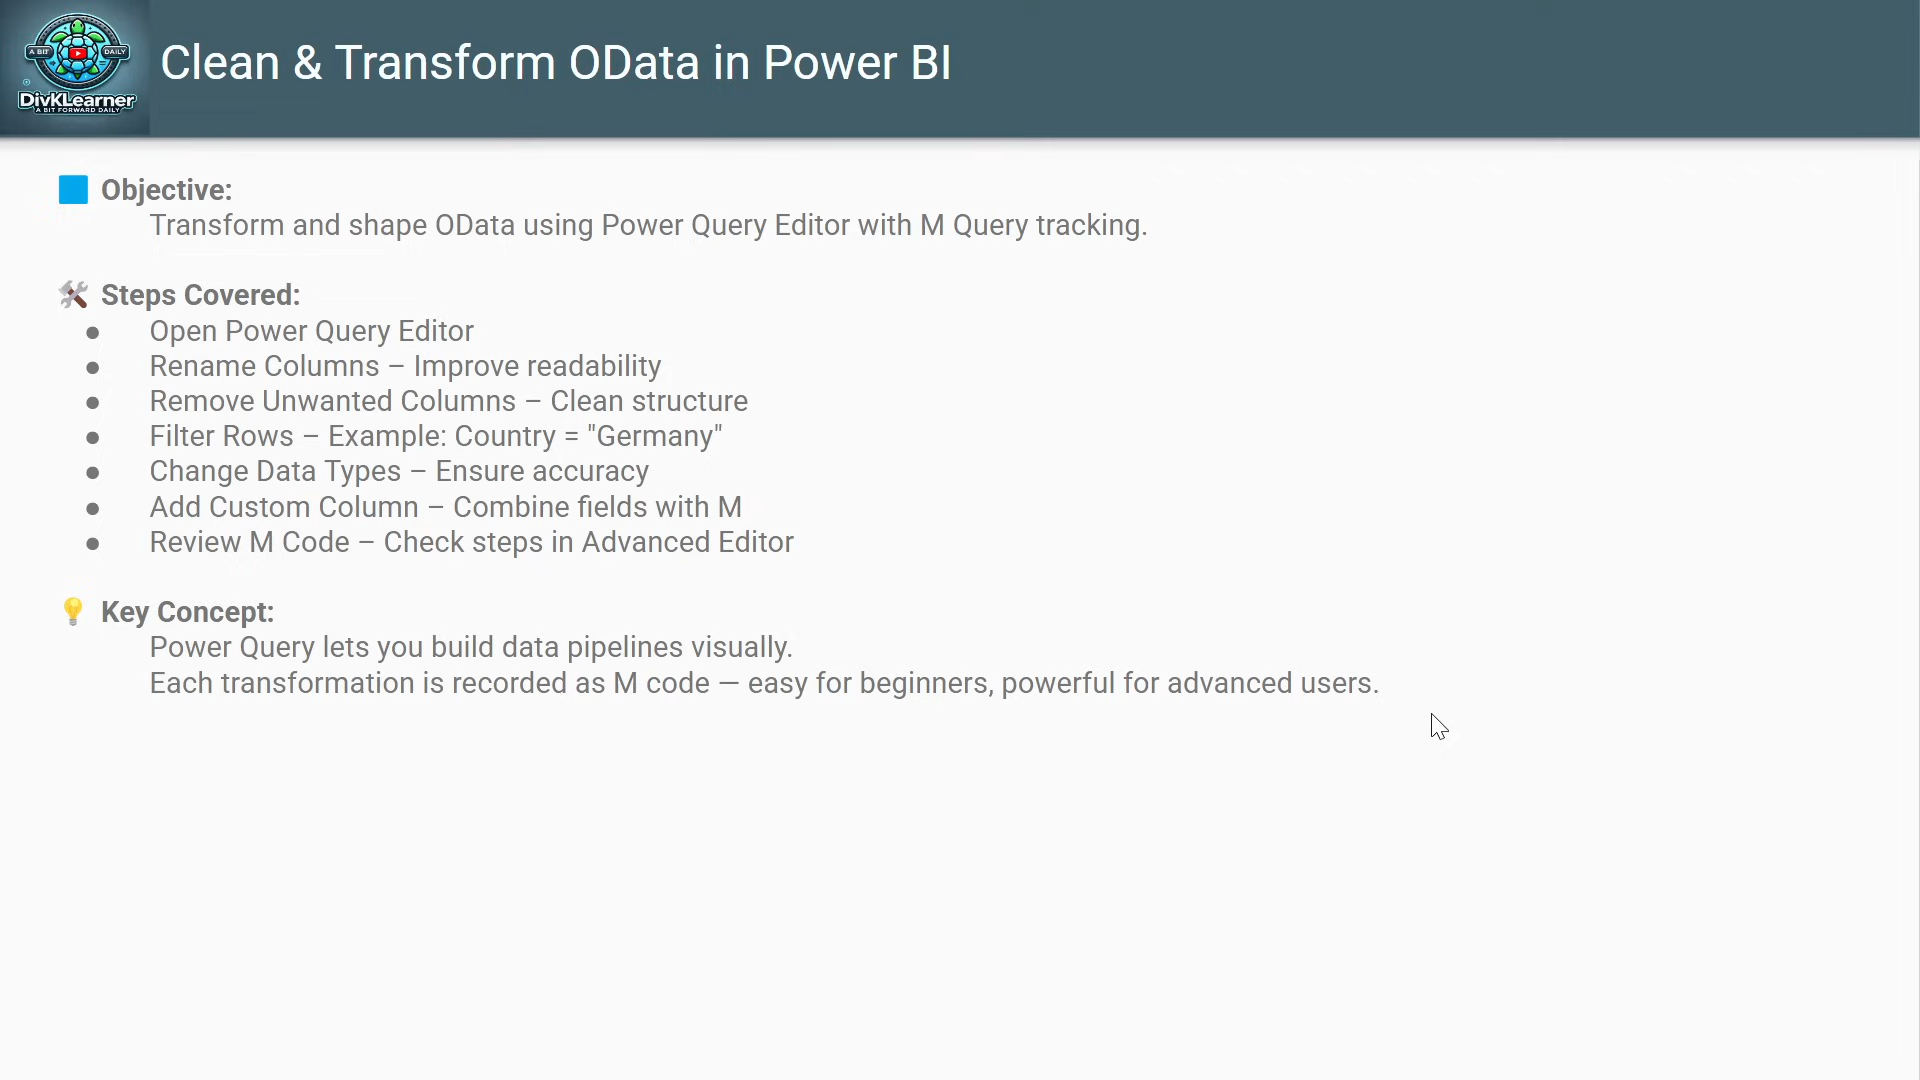 A BIT DAILY
DivKLearner
A BIT FORWARD DAILY
Clean & Transform OData in Power BI
Objective:
Transform and shape OData using Power Query Editor with M Query tracking.
Steps Covered:
● Open Power Query Editor
● Rename Columns – Improve readability
● Remove Unwanted Columns – Clean structure
● Filter Rows – Example: Country = "Germany"
● Change Data Types – Ensure accuracy
● Add Custom Column – Combine fields with M
● Review M Code – Check steps in Advanced Editor
Key Concept:
Power Query lets you build data pipelines visually.
Each transformation is recorded as M code — easy for beginners, powerful for advanced users.